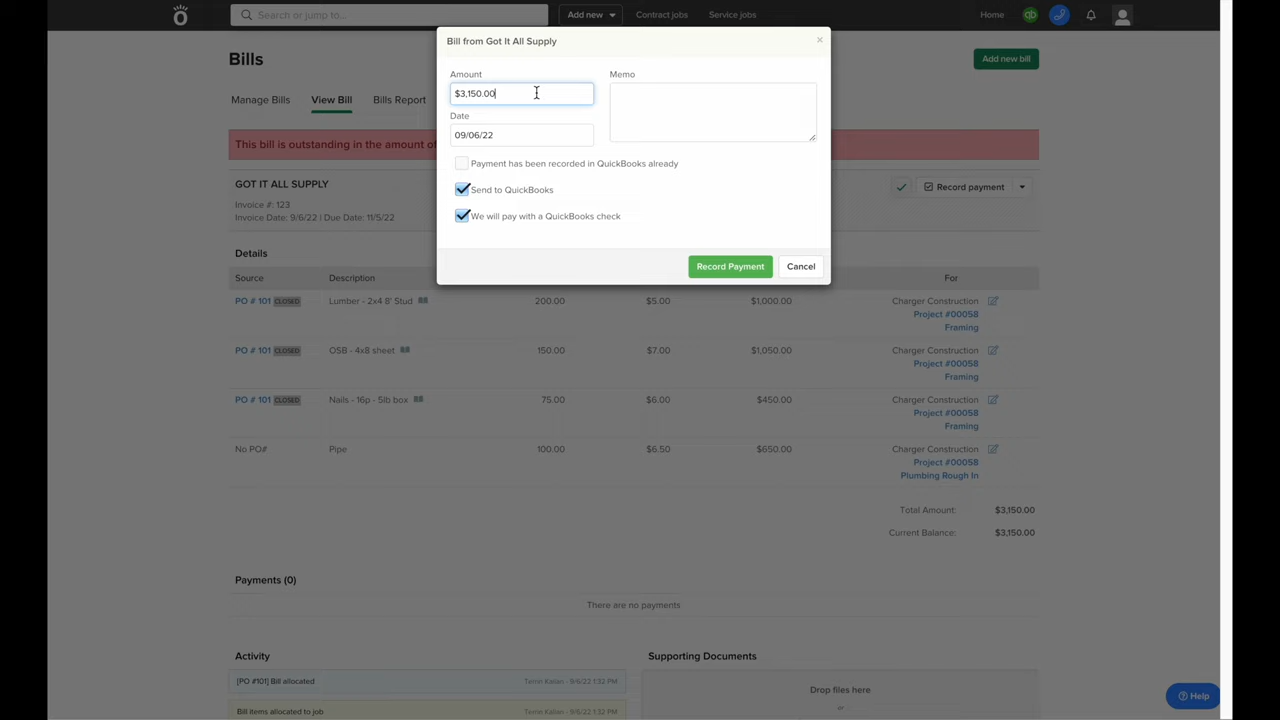 Search or jump to...
Add new
Contract jobs
Service jobs
Home
qb
Bills
Add new bill
Manage Bills
View Bill
Bills Report
This bill is outstanding in the amount of
Bill from Got It All Supply
×
Amount
Memo
$3,150.00
Date
09/06/22
Payment has been recorded in QuickBooks already
Send to QuickBooks
We will pay with a QuickBooks check
Record Payment
Cancel
GOT IT ALL SUPPLY
Invoice #: 123
Invoice Date: 9/6/22 | Due Date: 11/5/22
Record payment
Details
Source Description For
PO # 101 CLOSED Lumber - 2x4 8' Stud 200.00 $5.00 $1,000.00 Charger Construction
Project #00058
Framing
PO # 101 CLOSED OSB - 4x8 sheet 150.00 $7.00 $1,050.00 Charger Construction
Project #00058
Framing
PO # 101 CLOSED Nails - 16p - 5lb box 75.00 $6.00 $450.00 Charger Construction
Project #00058
Framing
No PO# Pipe 100.00 $6.50 $650.00 Charger Construction
Project #00058
Plumbing Rough In
Total Amount: $3,150.00
Current Balance: $3,150.00
Payments (0)
There are no payments
Activity
Supporting Documents
[PO #101] Bill allocated
9/6/22 1:32 PM
Drop files here
Bill items allocated to job
9/6/22 1:32 PM
Help